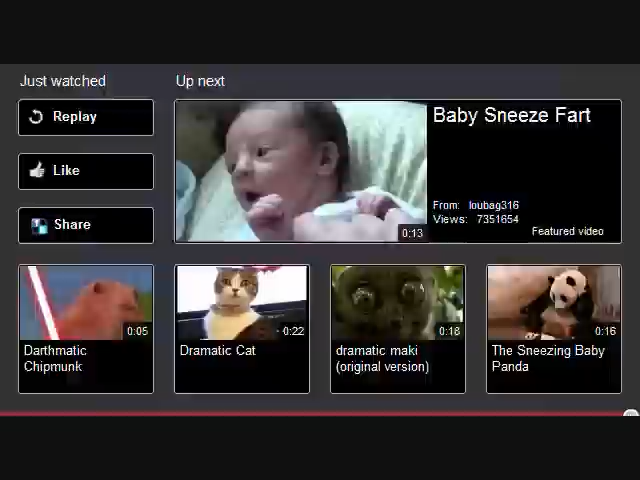 Just watched
Up next
Replay
Like
Share
Baby Sneeze Fart
From: loubag316
Views: 7351654
Featured video
0:13
0:05
Darthmatic
Chipmunk
0:22
Dramatic Cat
0:18
dramatic maki
(original version)
0:16
The Sneezing Baby
Panda